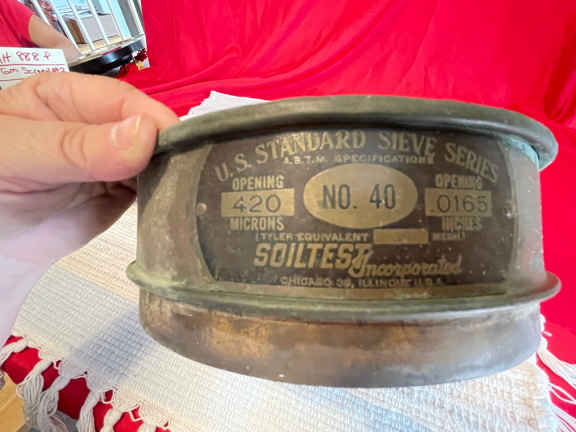 U.S. STANDARD SIEVE SERIES
A.S.T.M. SPECIFICATIONS
OPENING
420
MICRONS
NO. 40
OPENING
0165
INCHES
(TYLER EQUIVALENT MESH)
SOILTEST Incorporated
CHICAGO 39, ILLINOIS U.S.A.
H 888 f